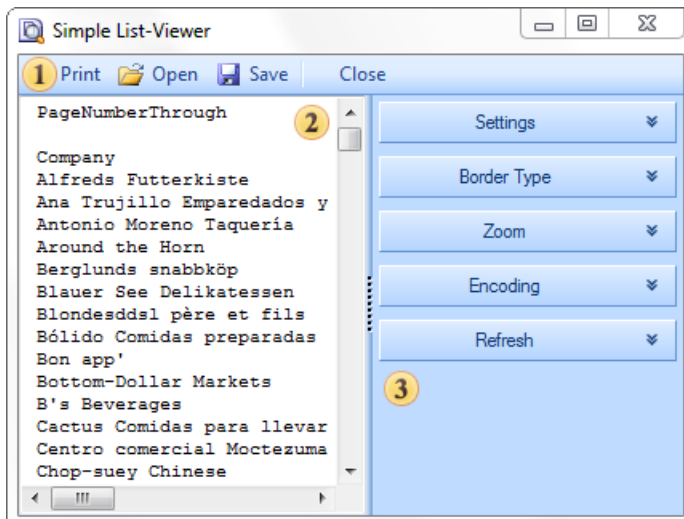 Simple List-Viewer
1 Print Open Save Close
PageNumberThrough
2
Company
Alfreds Futterkiste
Ana Trujillo Emparedados y
Antonio Moreno Taquería
Around the Horn
Berglunds snabbköp
Blauer See Delikatessen
Blondesddsl père et fils
Bólido Comidas preparadas
Bon app'
Bottom-Dollar Markets
B's Beverages
Cactus Comidas para llevar
Centro comercial Moctezuma
Chop-suey Chinese
Settings
Border Type
Zoom
Encoding
Refresh
3